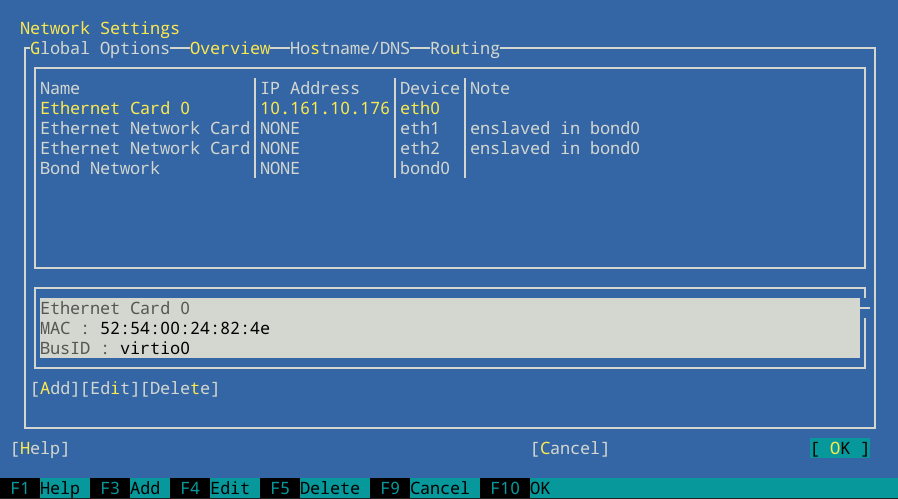 Network Settings
Global Options Overview Hostname/DNS Routing
Name IP Address Device Note
Ethernet Card 0 10.161.10.176 eth0
Ethernet Network Card NONE eth1 enslaved in bond0
Ethernet Network Card NONE eth2 enslaved in bond0
Bond Network NONE bond0
Ethernet Card 0
MAC : 52:54:00:24:82:4e
BusID : virtio0
[Add][Edit][Delete]
[Help] [Cancel] [ OK ]
F1 Help F3 Add F4 Edit F5 Delete F9 Cancel F10 OK